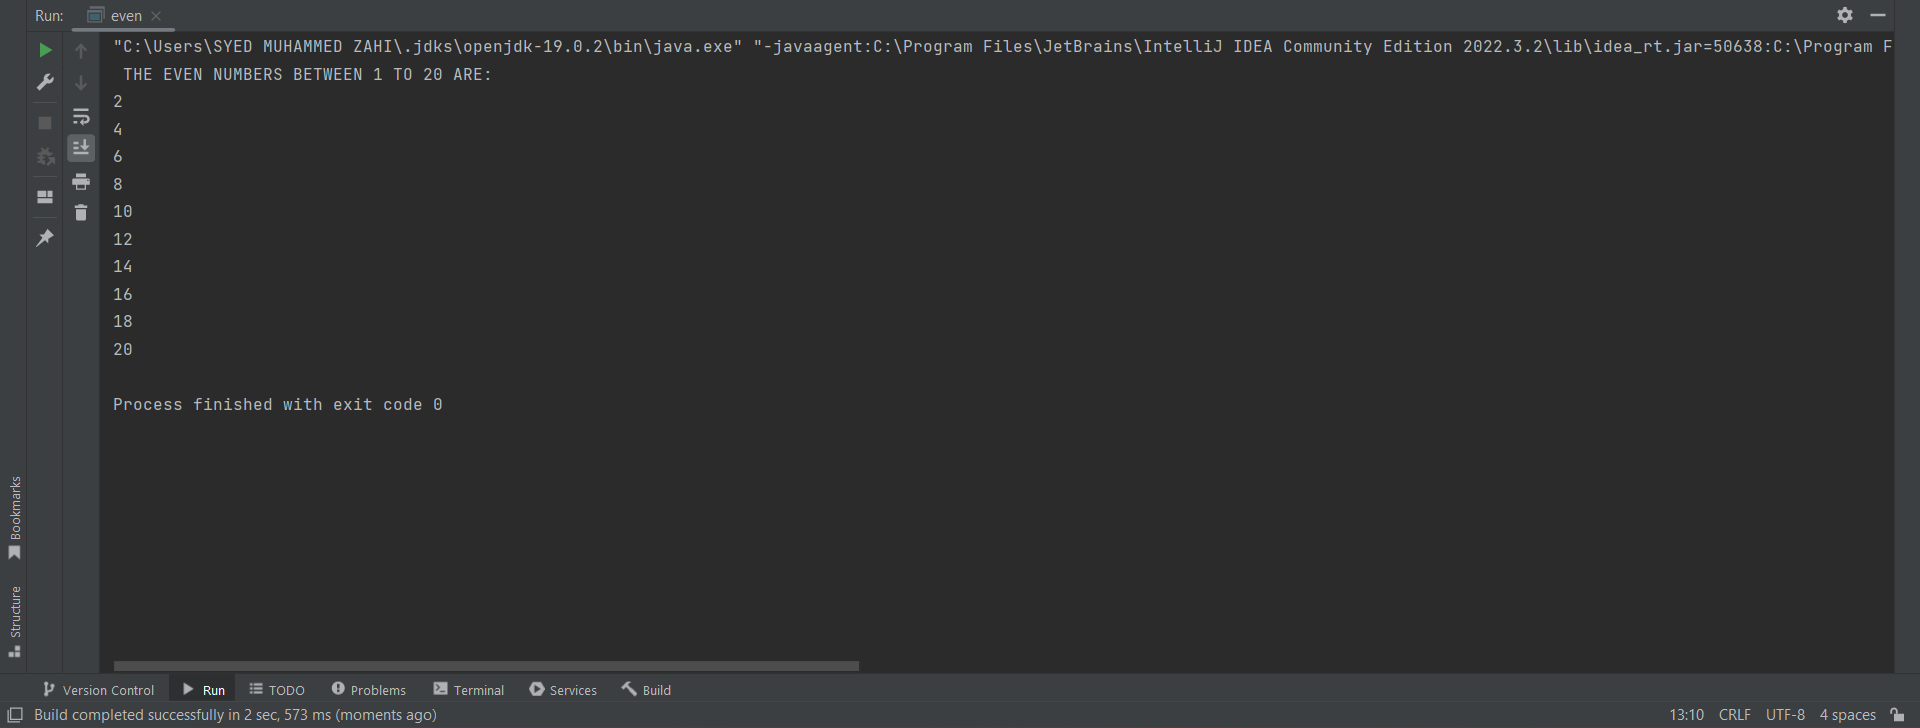 Run: even
"C:\Users\SYED MUHAMMED ZAHI\.jdks\openjdk-19.0.2\bin\java.exe" "-javaagent:C:\Program Files\JetBrains\IntelliJ IDEA Community Edition 2022.3.2\lib\idea_rt.jar=50638:C:\Program F
THE EVEN NUMBERS BETWEEN 1 TO 20 ARE:
2
4
6
8
10
12
14
16
18
20
Process finished with exit code 0
Bookmarks
Structure
Version Control Run TODO Problems Terminal Services Build
Build completed successfully in 2 sec, 573 ms (moments ago) 13:10 CRLF UTF-8 4 spaces